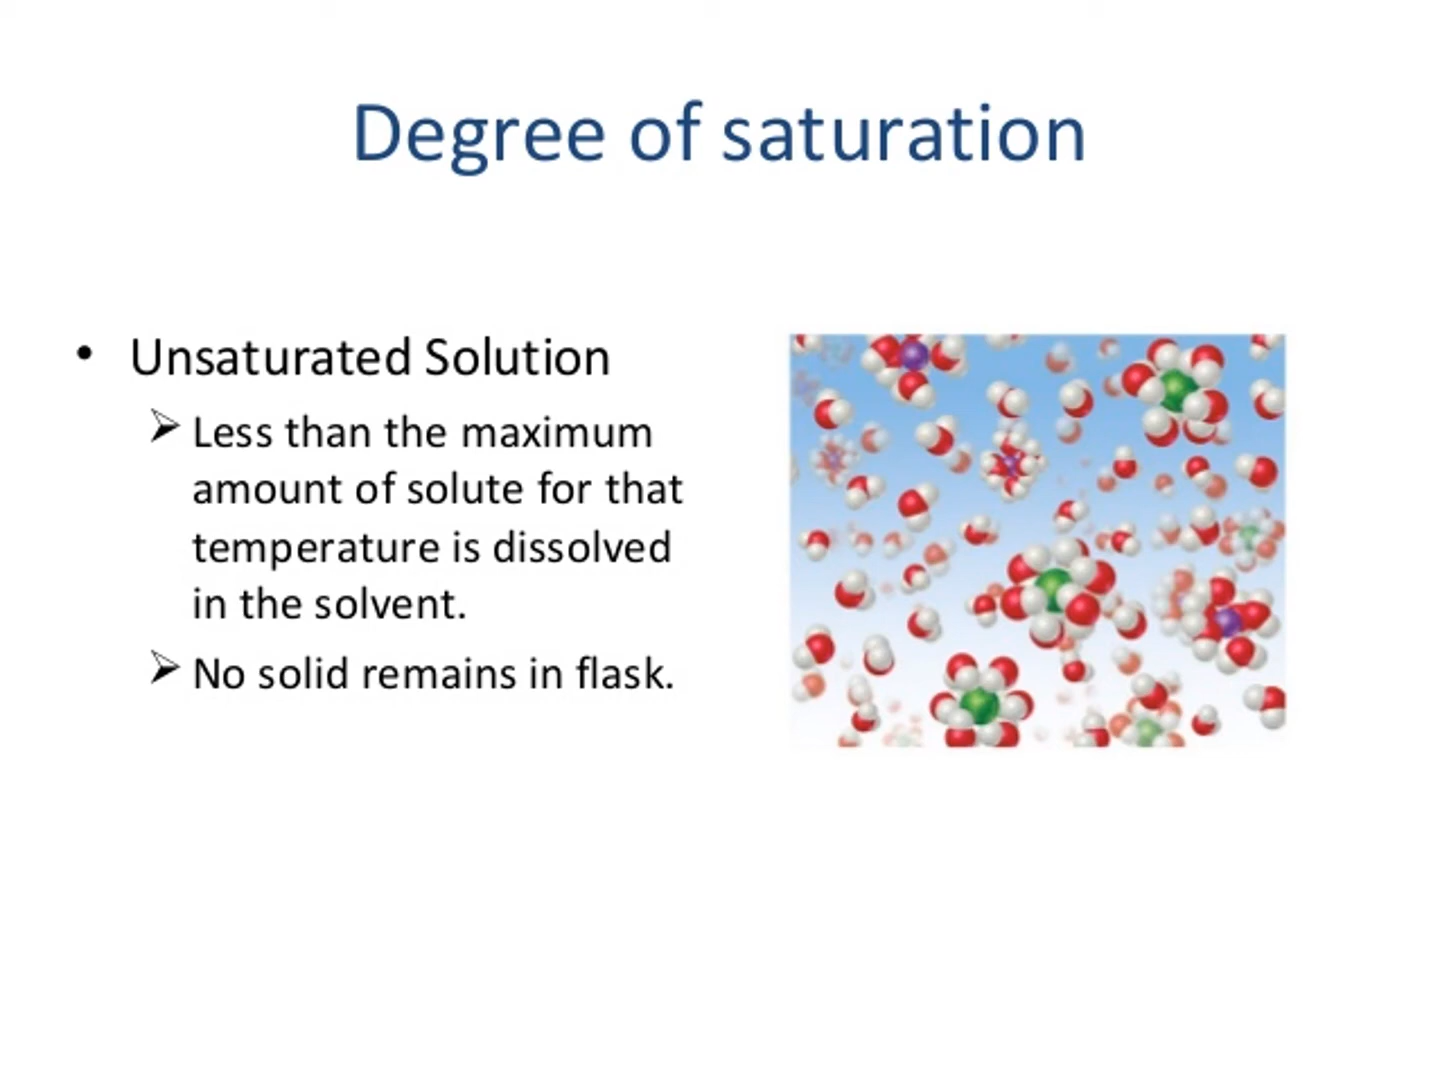 Degree of saturation
• Unsaturated Solution
➢ Less than the maximum
amount of solute for that
temperature is dissolved
in the solvent.
➢ No solid remains in flask.